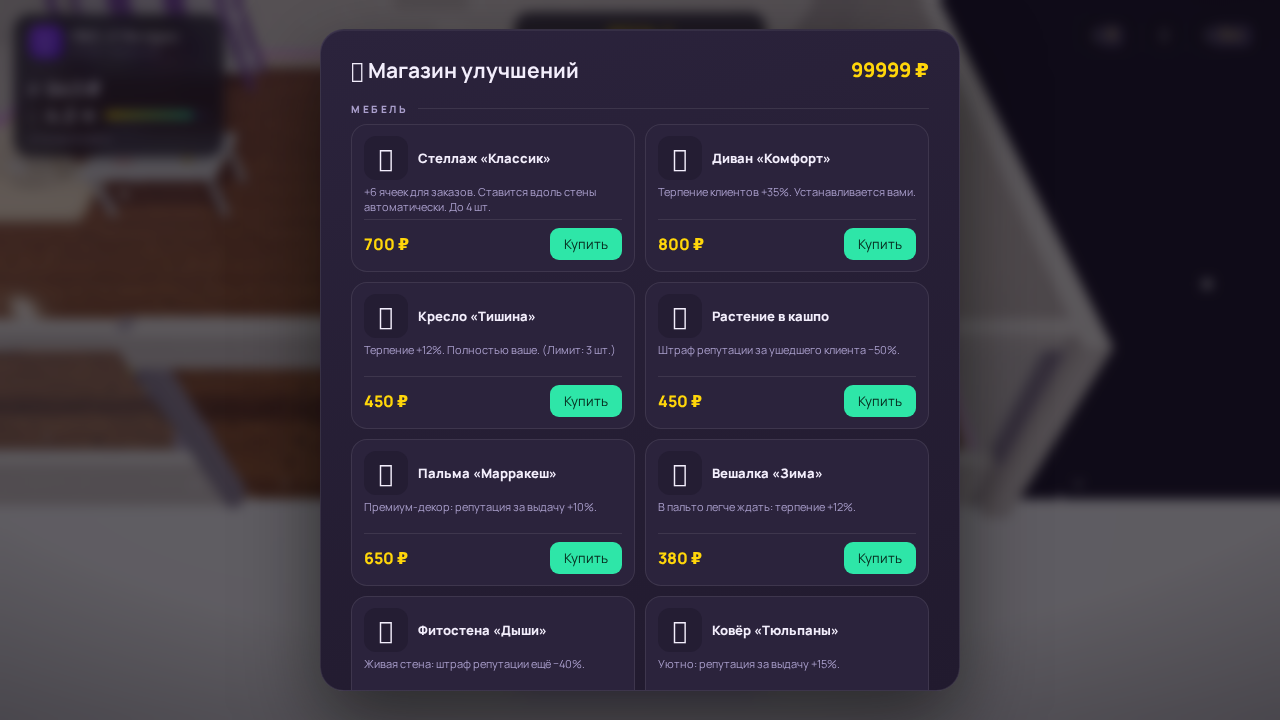 Магазин улучшений
99999 ₽
МЕБЕЛЬ
Стеллаж «Классик»
+6 ячеек для заказов. Ставится вдоль стены
автоматически. До 4 шт.
700 ₽
Купить
Диван «Комфорт»
Терпение клиентов +35%. Устанавливается вами.
800 ₽
Купить
Кресло «Тишина»
Терпение +12%. Полностью ваше. (Лимит: 3 шт.)
450 ₽
Купить
Растение в кашпо
Штраф репутации за ушедшего клиента −50%.
450 ₽
Купить
Пальма «Марракеш»
Премиум-декор: репутация за выдачу +10%.
650 ₽
Купить
Вешалка «Зима»
В пальто легче ждать: терпение +12%.
380 ₽
Купить
Фитостена «Дыши»
Живая стена: штраф репутации ещё −40%.
Ковёр «Тюльпаны»
Уютно: репутация за выдачу +15%.